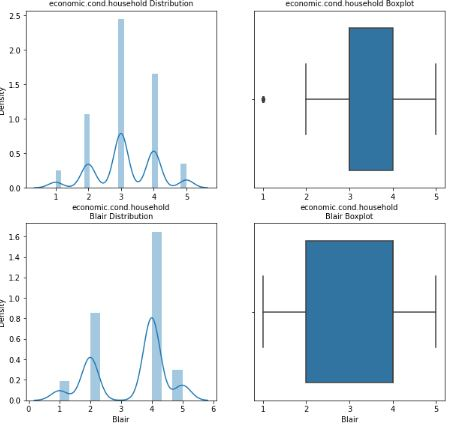 economic.cond.household Distribution
economic.cond.household Boxplot
2.5
2.0
1.5
1.0
0.5
0.0
Density
1 2 3 4 5
economic.cond.household
1 2 3 4 5
economic.cond.household
Blair Distribution
Blair Boxplot
1.6
1.4
1.2
1.0
0.8
0.6
0.4
0.2
0.0
Density
0 1 2 3 4 5 6
Blair
1 2 3 4 5
Blair